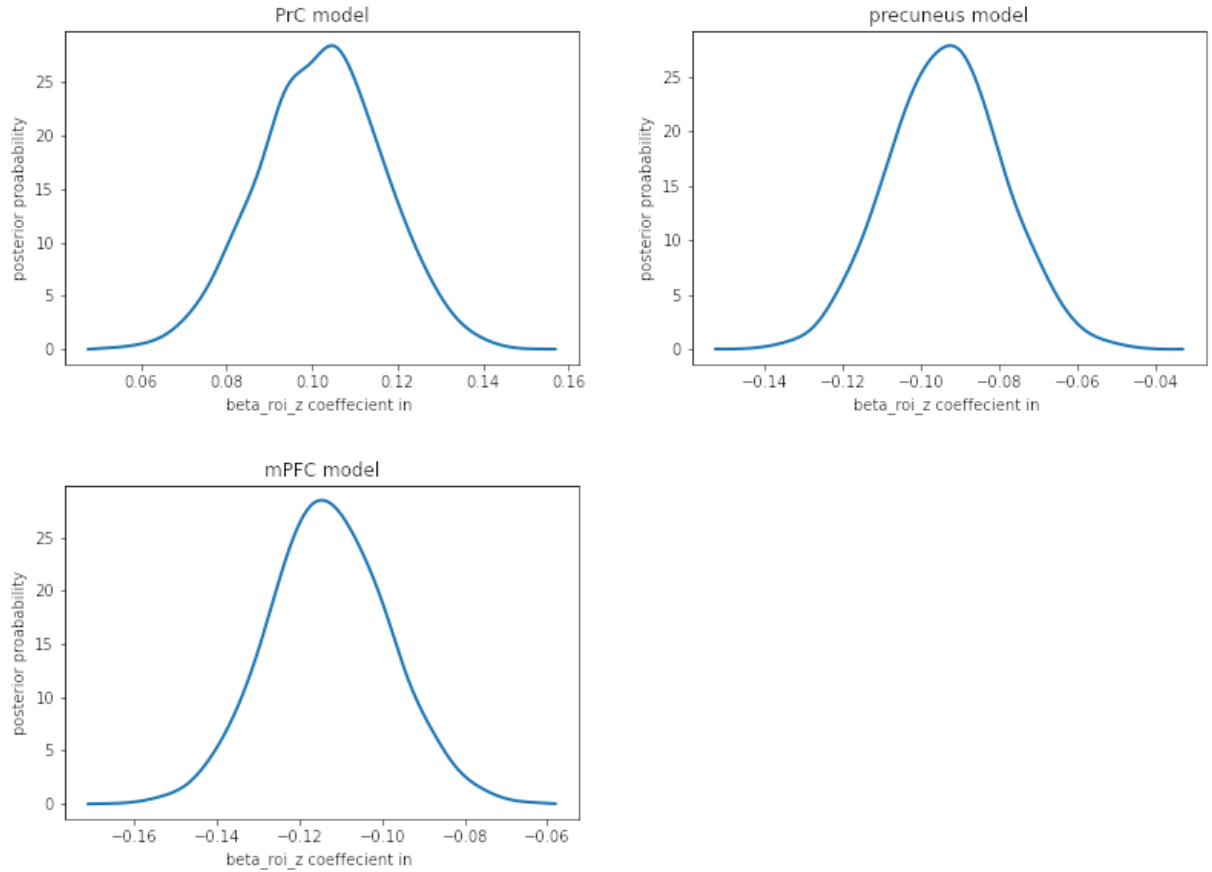 PrC model
posterior proabability
25
20
15
10
5
0
0.06 0.08 0.10 0.12 0.14 0.16
beta_roi_z coeffecient in
precuneus model
posterior proabability
25
20
15
10
5
0
−0.14 −0.12 −0.10 −0.08 −0.06 −0.04
beta_roi_z coeffecient in
mPFC model
posterior proabability
25
20
15
10
5
0
−0.16 −0.14 −0.12 −0.10 −0.08 −0.06
beta_roi_z coeffecient in